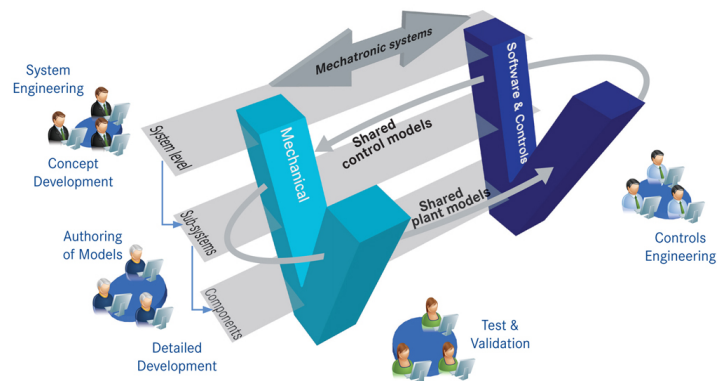 Mechatronic systems
Software & Controls
System
Engineering
Concept
Development
System level
Mechanical
Shared
control models
Shared
plant models
Sub-systems
Authoring
of Models
Components
Detailed
Development
Controls
Engineering
Test &
Validation